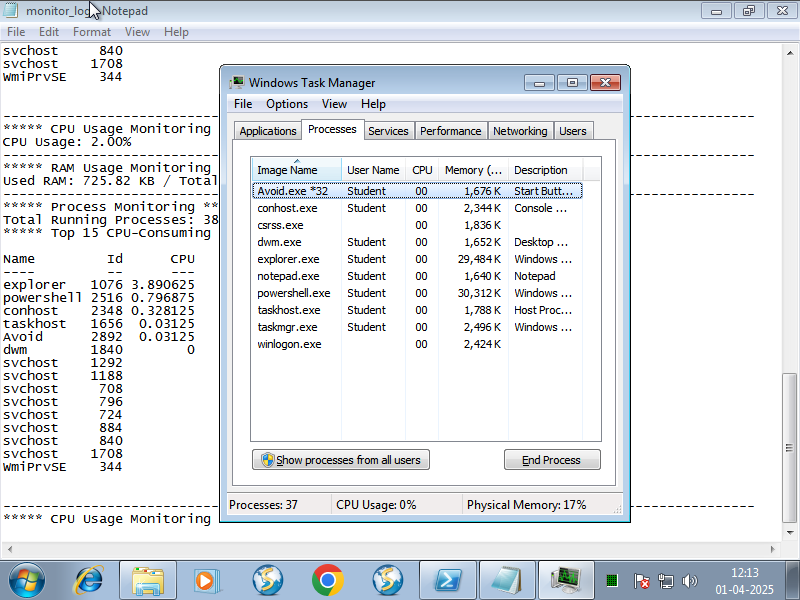 monitor_log - Notepad
File Edit Format View Help
svchost 840
svchost 1708
WmiPrvSE 344
***** CPU Usage Monitoring
CPU Usage: 2.00%
***** RAM Usage Monitoring
Used RAM: 725.82 KB / Total
***** Process Monitoring **
Total Running Processes: 38
***** Top 15 CPU-Consuming
Name Id CPU
---- -- ---
explorer 1076 3.890625
powershell 2516 0.796875
conhost 2348 0.328125
taskhost 1656 0.03125
Avoid 2892 0.03125
dwm 1840 0
svchost 1292
svchost 1188
svchost 708
svchost 796
svchost 724
svchost 884
svchost 840
svchost 1708
WmiPrvSE 344
***** CPU Usage Monitoring
Windows Task Manager
File Options View Help
Applications Processes Services Performance Networking Users
Image Name User Name CPU Memory (... Description
Avoid.exe *32 Student 00 1,676 K Start Butt...
conhost.exe Student 00 2,344 K Console ...
csrss.exe 00 1,836 K
dwm.exe Student 00 1,652 K Desktop ...
explorer.exe Student 00 29,484 K Windows ...
notepad.exe Student 00 1,640 K Notepad
powershell.exe Student 00 30,312 K Windows ...
taskhost.exe Student 00 1,788 K Host Proc...
taskmgr.exe Student 00 2,496 K Windows ...
winlogon.exe 00 2,424 K
Show processes from all users End Process
Processes: 37 CPU Usage: 0% Physical Memory: 17%
12:13
01-04-2025